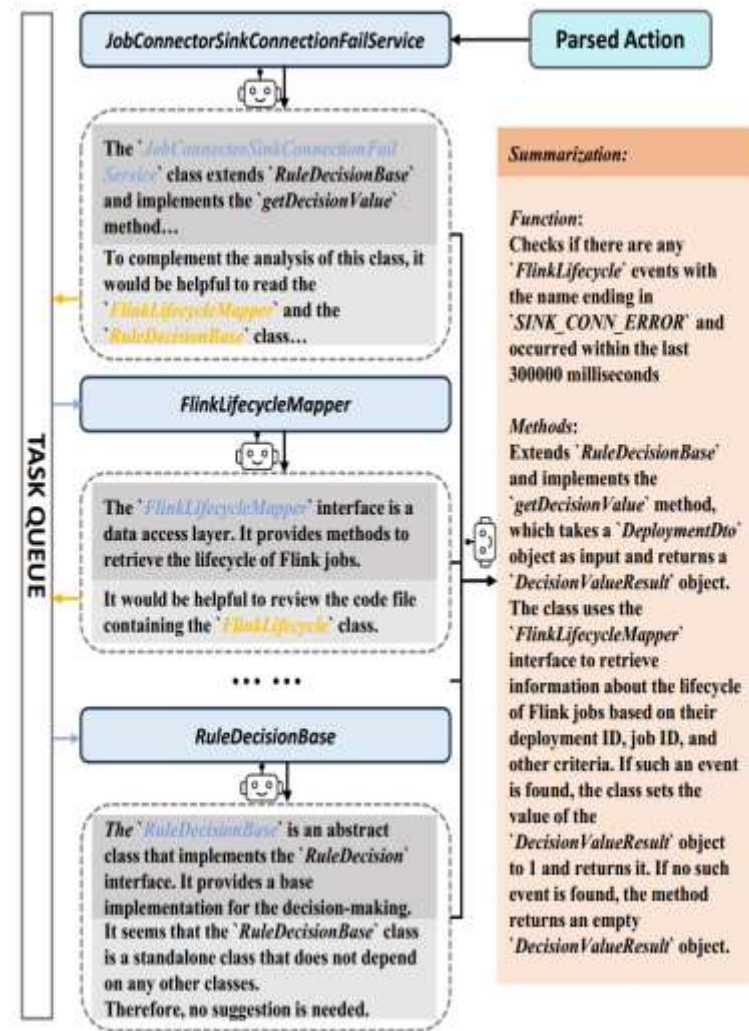 JobConnectorSinkConnectionFailService
Parsed Action
TASK QUEUE
The `JobConnectorSinkConnectionFail
Service` class extends `RuleDecisionBase`
and implements the `getDecisionValue`
method…
To complement the analysis of this class, it
would be helpful to read the
`FlinkLifecycleMapper` and the
`RuleDecisionBase` class…
FlinkLifecycleMapper
The `FlinkLifecycleMapper` interface is a
data access layer. It provides methods to
retrieve the lifecycle of Flink jobs.
It would be helpful to review the code file
containing the `FlinkLifecycle` class.
… …
RuleDecisionBase
The `RuleDecisionBase` is an abstract
class that implements the `RuleDecision`
interface. It provides a base
implementation for the decision-making.
It seems that the `RuleDecisionBase` class
is a standalone class that does not depend
on any other classes.
Therefore, no suggestion is needed.
Summarization:
Function:
Checks if there are any
`FlinkLifecycle` events with
the name ending in
`SINK_CONN_ERROR` and
occurred within the last
300000 milliseconds
Methods:
Extends `RuleDecisionBase`
and implements the
`getDecisionValue` method,
which takes a `DeploymentDto`
object as input and returns a
`DecisionValueResult` object.
The class uses the
`FlinkLifecycleMapper`
interface to retrieve
information about the lifecycle
of Flink jobs based on their
deployment ID, job ID, and
other criteria. If such an event
is found, the class sets the
value of the
`DecisionValueResult` object
to 1 and returns it. If no such
event is found, the method
returns an empty
`DecisionValueResult` object.